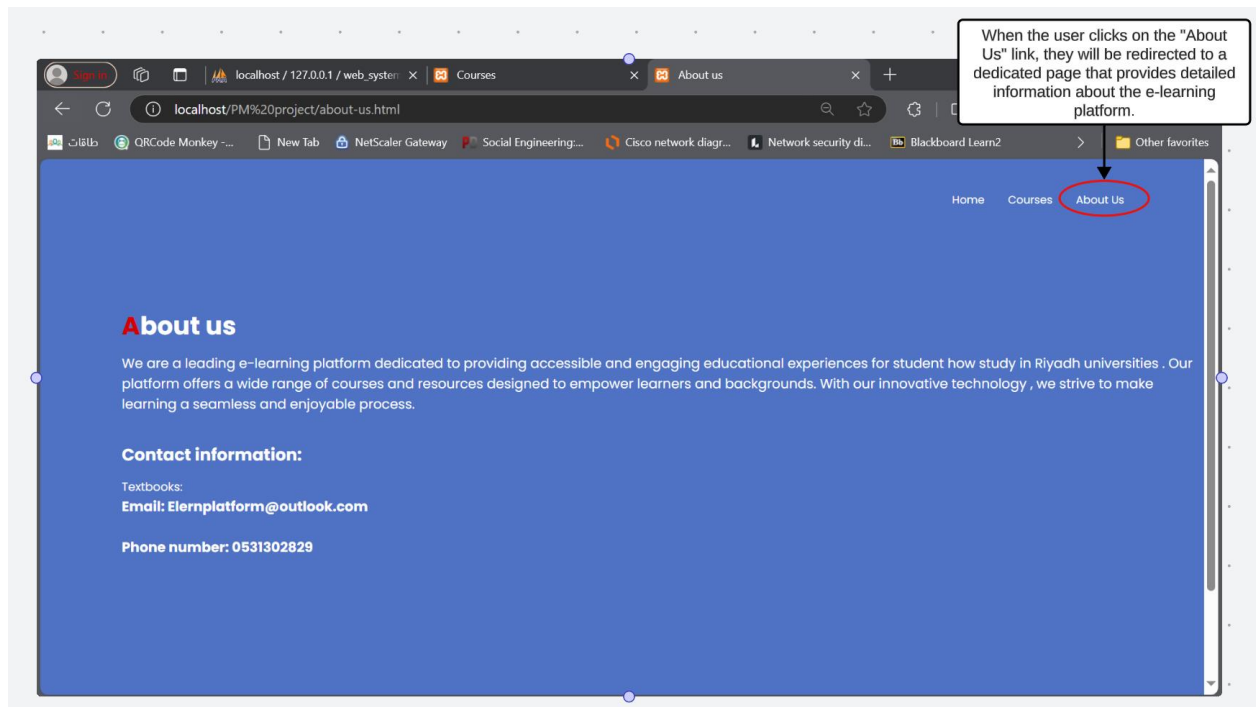 When the user clicks on the "About
Us" link, they will be redirected to a
dedicated page that provides detailed
information about the e-learning
platform.
Sign in
localhost / 127.0.0.1 / web_system
Courses
About us
localhost/PM%20project/about-us.html
طاقات
QRCode Monkey -...
New Tab
NetScaler Gateway
Social Engineering:...
Cisco network diagr...
Network security di...
Bb
Blackboard Learn2
Other favorites
Home
Courses
About Us
About us
We are a leading e-learning platform dedicated to providing accessible and engaging educational experiences for student how study in Riyadh universities . Our
platform offers a wide range of courses and resources designed to empower learners and backgrounds. With our innovative technology , we strive to make
learning a seamless and enjoyable process.
Contact information:
Textbooks:
Email: Elernplatform@outlook.com
Phone number: 0531302829